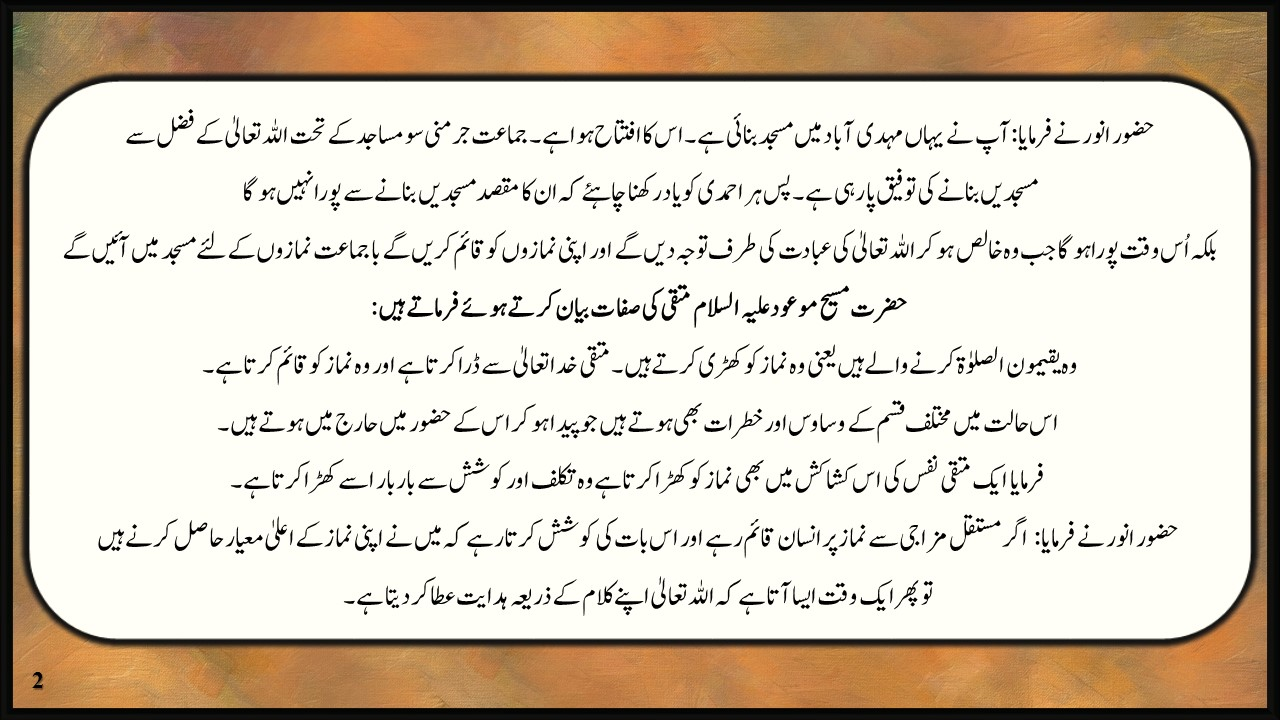 حضور انور نے فرمایا: آپ نے یہاں مہدی آباد میں مسجد بنائی ہے۔ اس کا افتتاح ہوا ہے۔ جماعت جرمنی سو مساجد کے تحت اللہ تعالیٰ کے فضل سے
مسجدیں بنانے کی توفیق پا رہی ہے۔ پس ہر احمدی کو یاد رکھنا چاہئے کہ ان کا مقصد مسجدیں بنانے سے پورا نہیں ہو گا
بلکہ اُس وقت پورا ہو گا جب وہ خالص ہو کر اللہ تعالیٰ کی عبادت کی طرف توجہ دیں گے اور اپنی نمازوں کو قائم کریں گے باجماعت نمازوں کے لئے مسجد میں آئیں گے
حضرت مسیح موعود علیہ السلام متقی کی صفات بیان کرتے ہوئے فرماتے ہیں:
وہ یقیمون الصلوٰۃ کرنے والے ہیں یعنی وہ نماز کو کھڑی کرتے ہیں۔ متقی خدا تعالیٰ سے ڈرا کرتا ہے اور وہ نماز کو قائم کرتا ہے۔
اس حالت میں مختلف قسم کے وساوس اور خطرات بھی ہوتے ہیں جو پیدا ہو کر اس کے حضور میں حارج میں ہوتے ہیں۔
فرمایا ایک متقی نفس کی اس کشاکش میں بھی نماز کو کھڑا کرتا ہے وہ تکلف اور کوشش سے بار بار اسے کھڑا کرتا ہے۔
حضور انور نے فرمایا: اگر مستقل مزاجی سے نماز پر انسان قائم رہے اور اس بات کی کوشش کرتا رہے کہ میں نے اپنی نماز کے اعلیٰ معیار حاصل کرنے ہیں
تو پھر ایک وقت ایسا آتا ہے کہ اللہ تعالیٰ اپنے کلام کے ذریعہ ہدایت عطا کر دیتا ہے۔
2